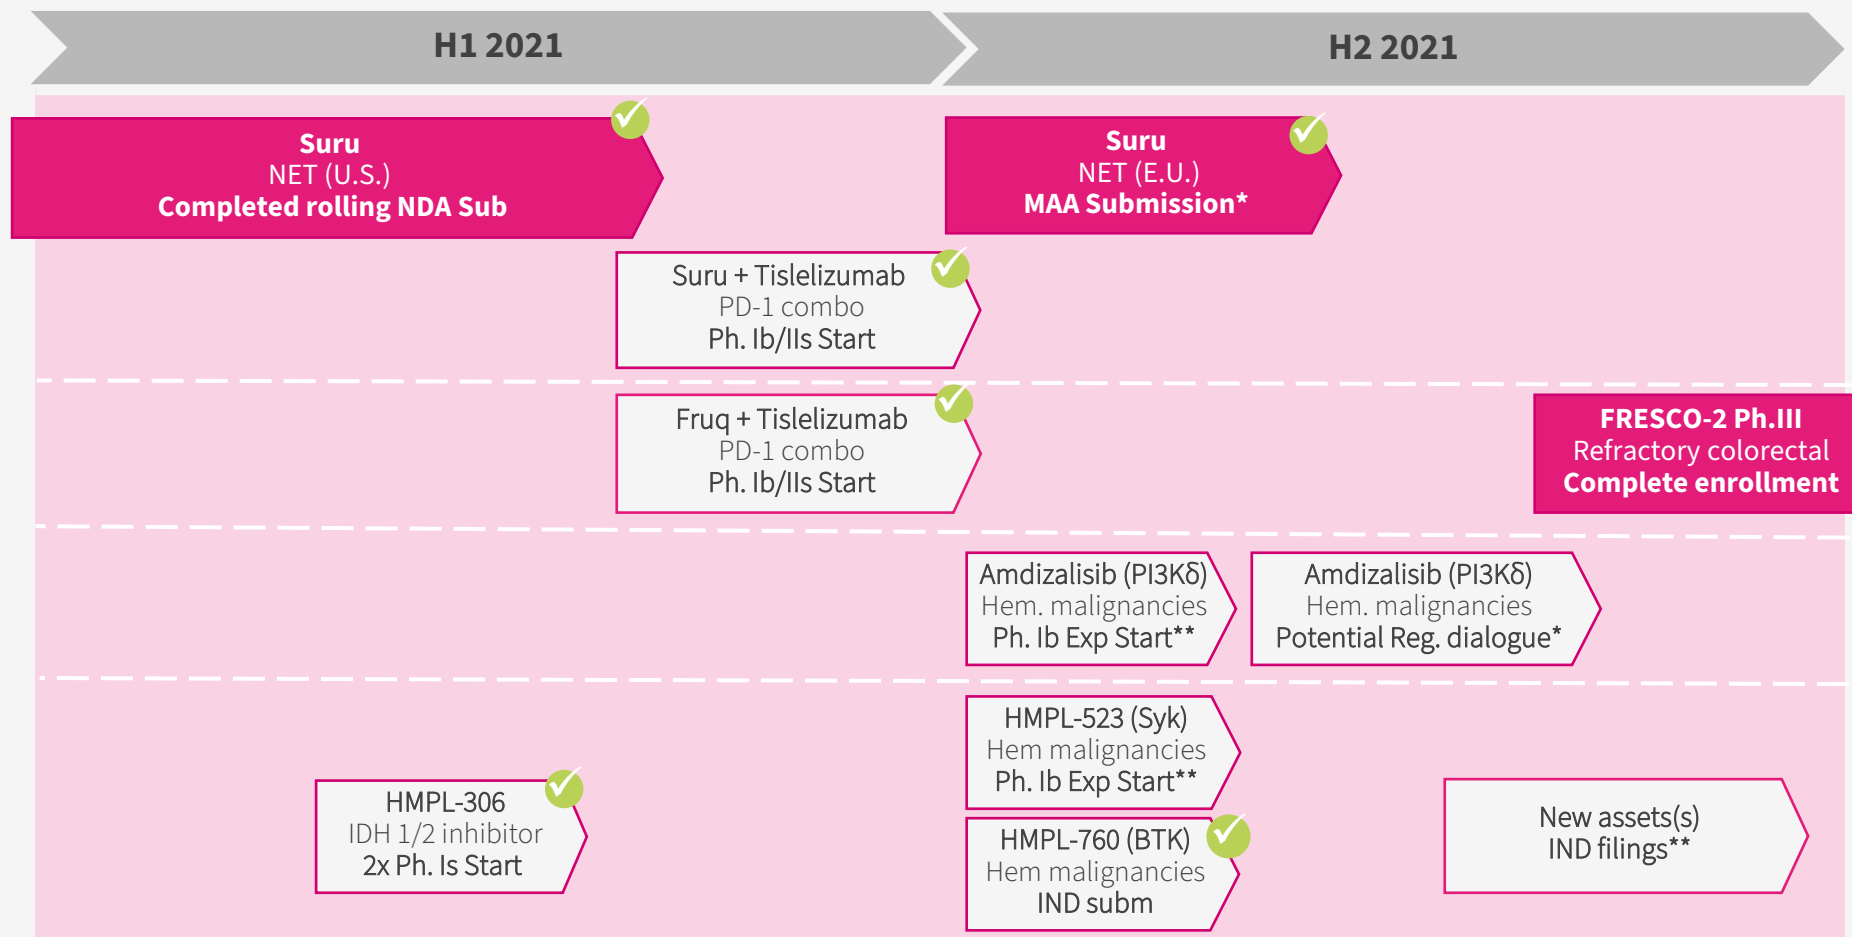 H1 2021
H2 2021
Suru
NET (U.S.)
Completed rolling NDA Sub
Suru
NET (E.U.)
MAA Submission*
Suru + Tislelizumab
PD-1 combo
Ph. Ib/IIs Start
Fruq + Tislelizumab
PD-1 combo
Ph. Ib/IIs Start
FRESCO-2 Ph.III
Refractory colorectal
Complete enrollment
Amdizalisib (PI3Kδ)
Hem. malignancies
Ph. Ib Exp Start**
Amdizalisib (PI3Kδ)
Hem. malignancies
Potential Reg. dialogue*
HMPL-523 (Syk)
Hem malignancies
Ph. Ib Exp Start**
HMPL-306
IDH 1/2 inhibitor
2x Ph. Is Start
HMPL-760 (BTK)
Hem malignancies
IND subm
New assets(s)
IND filings**